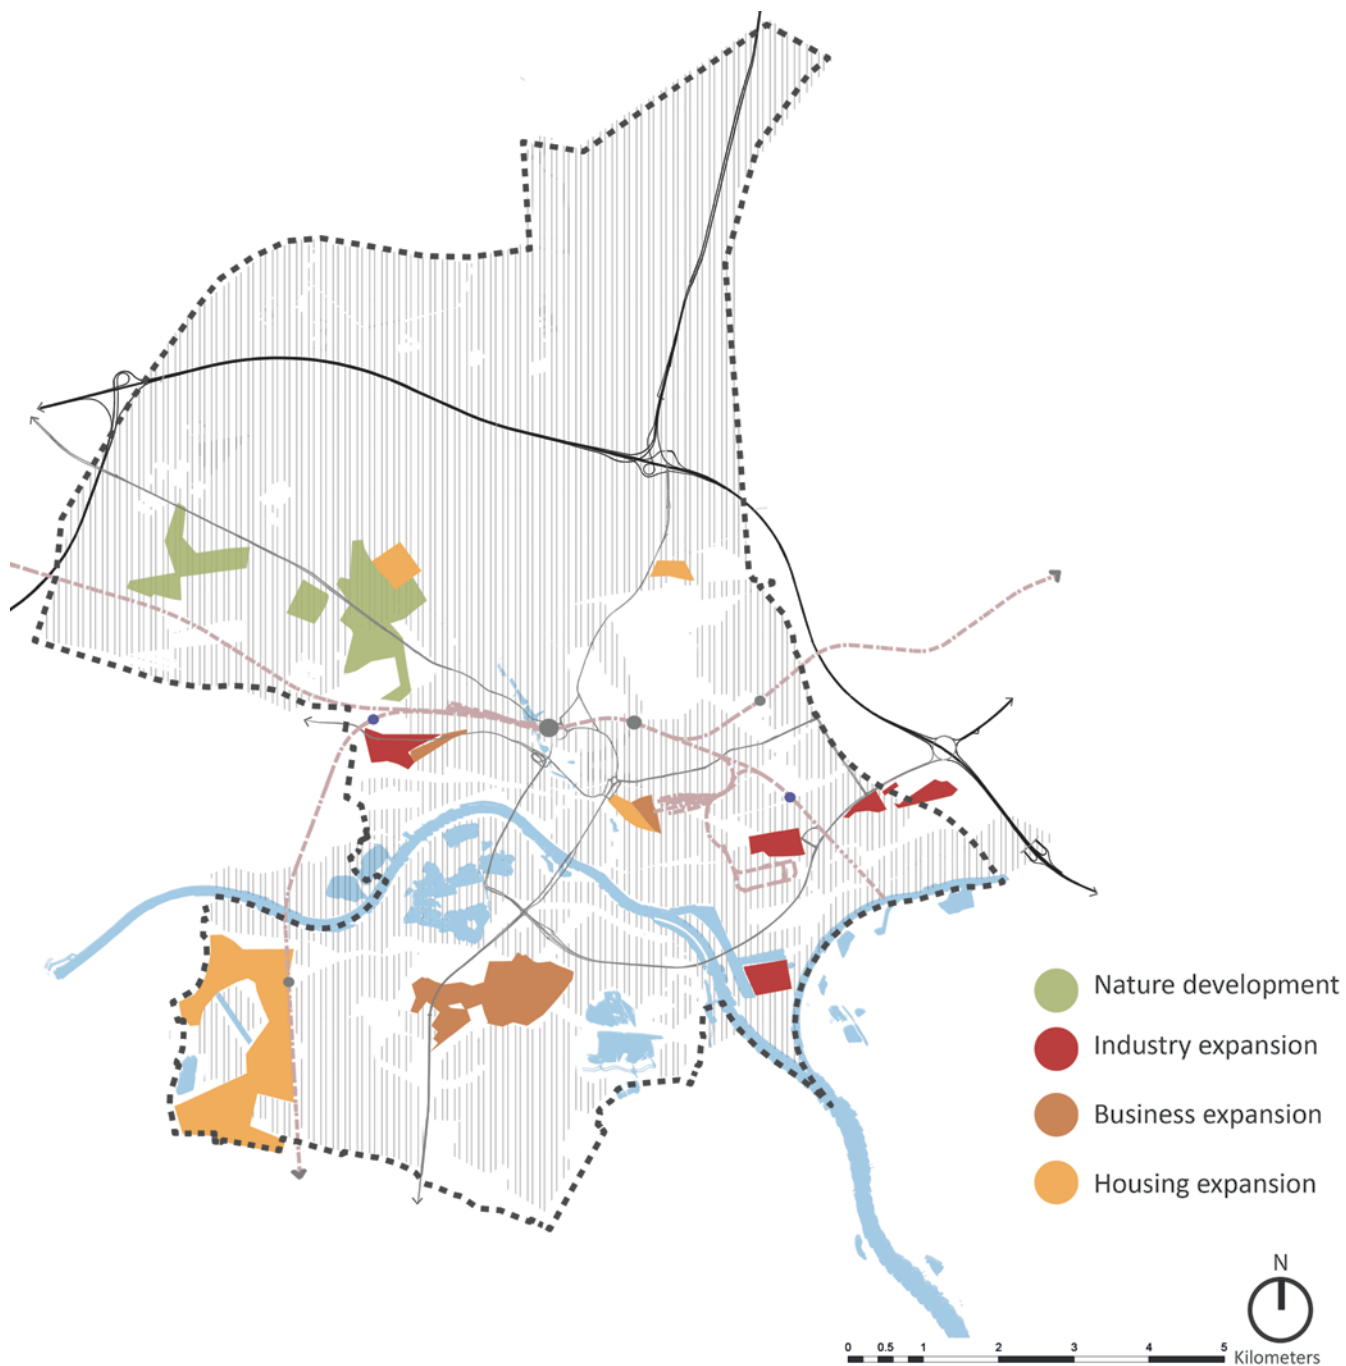 Nature development
Industry expansion
Business expansion
Housing expansion
N
0 0.5 1 2 3 4 5
Kilometers